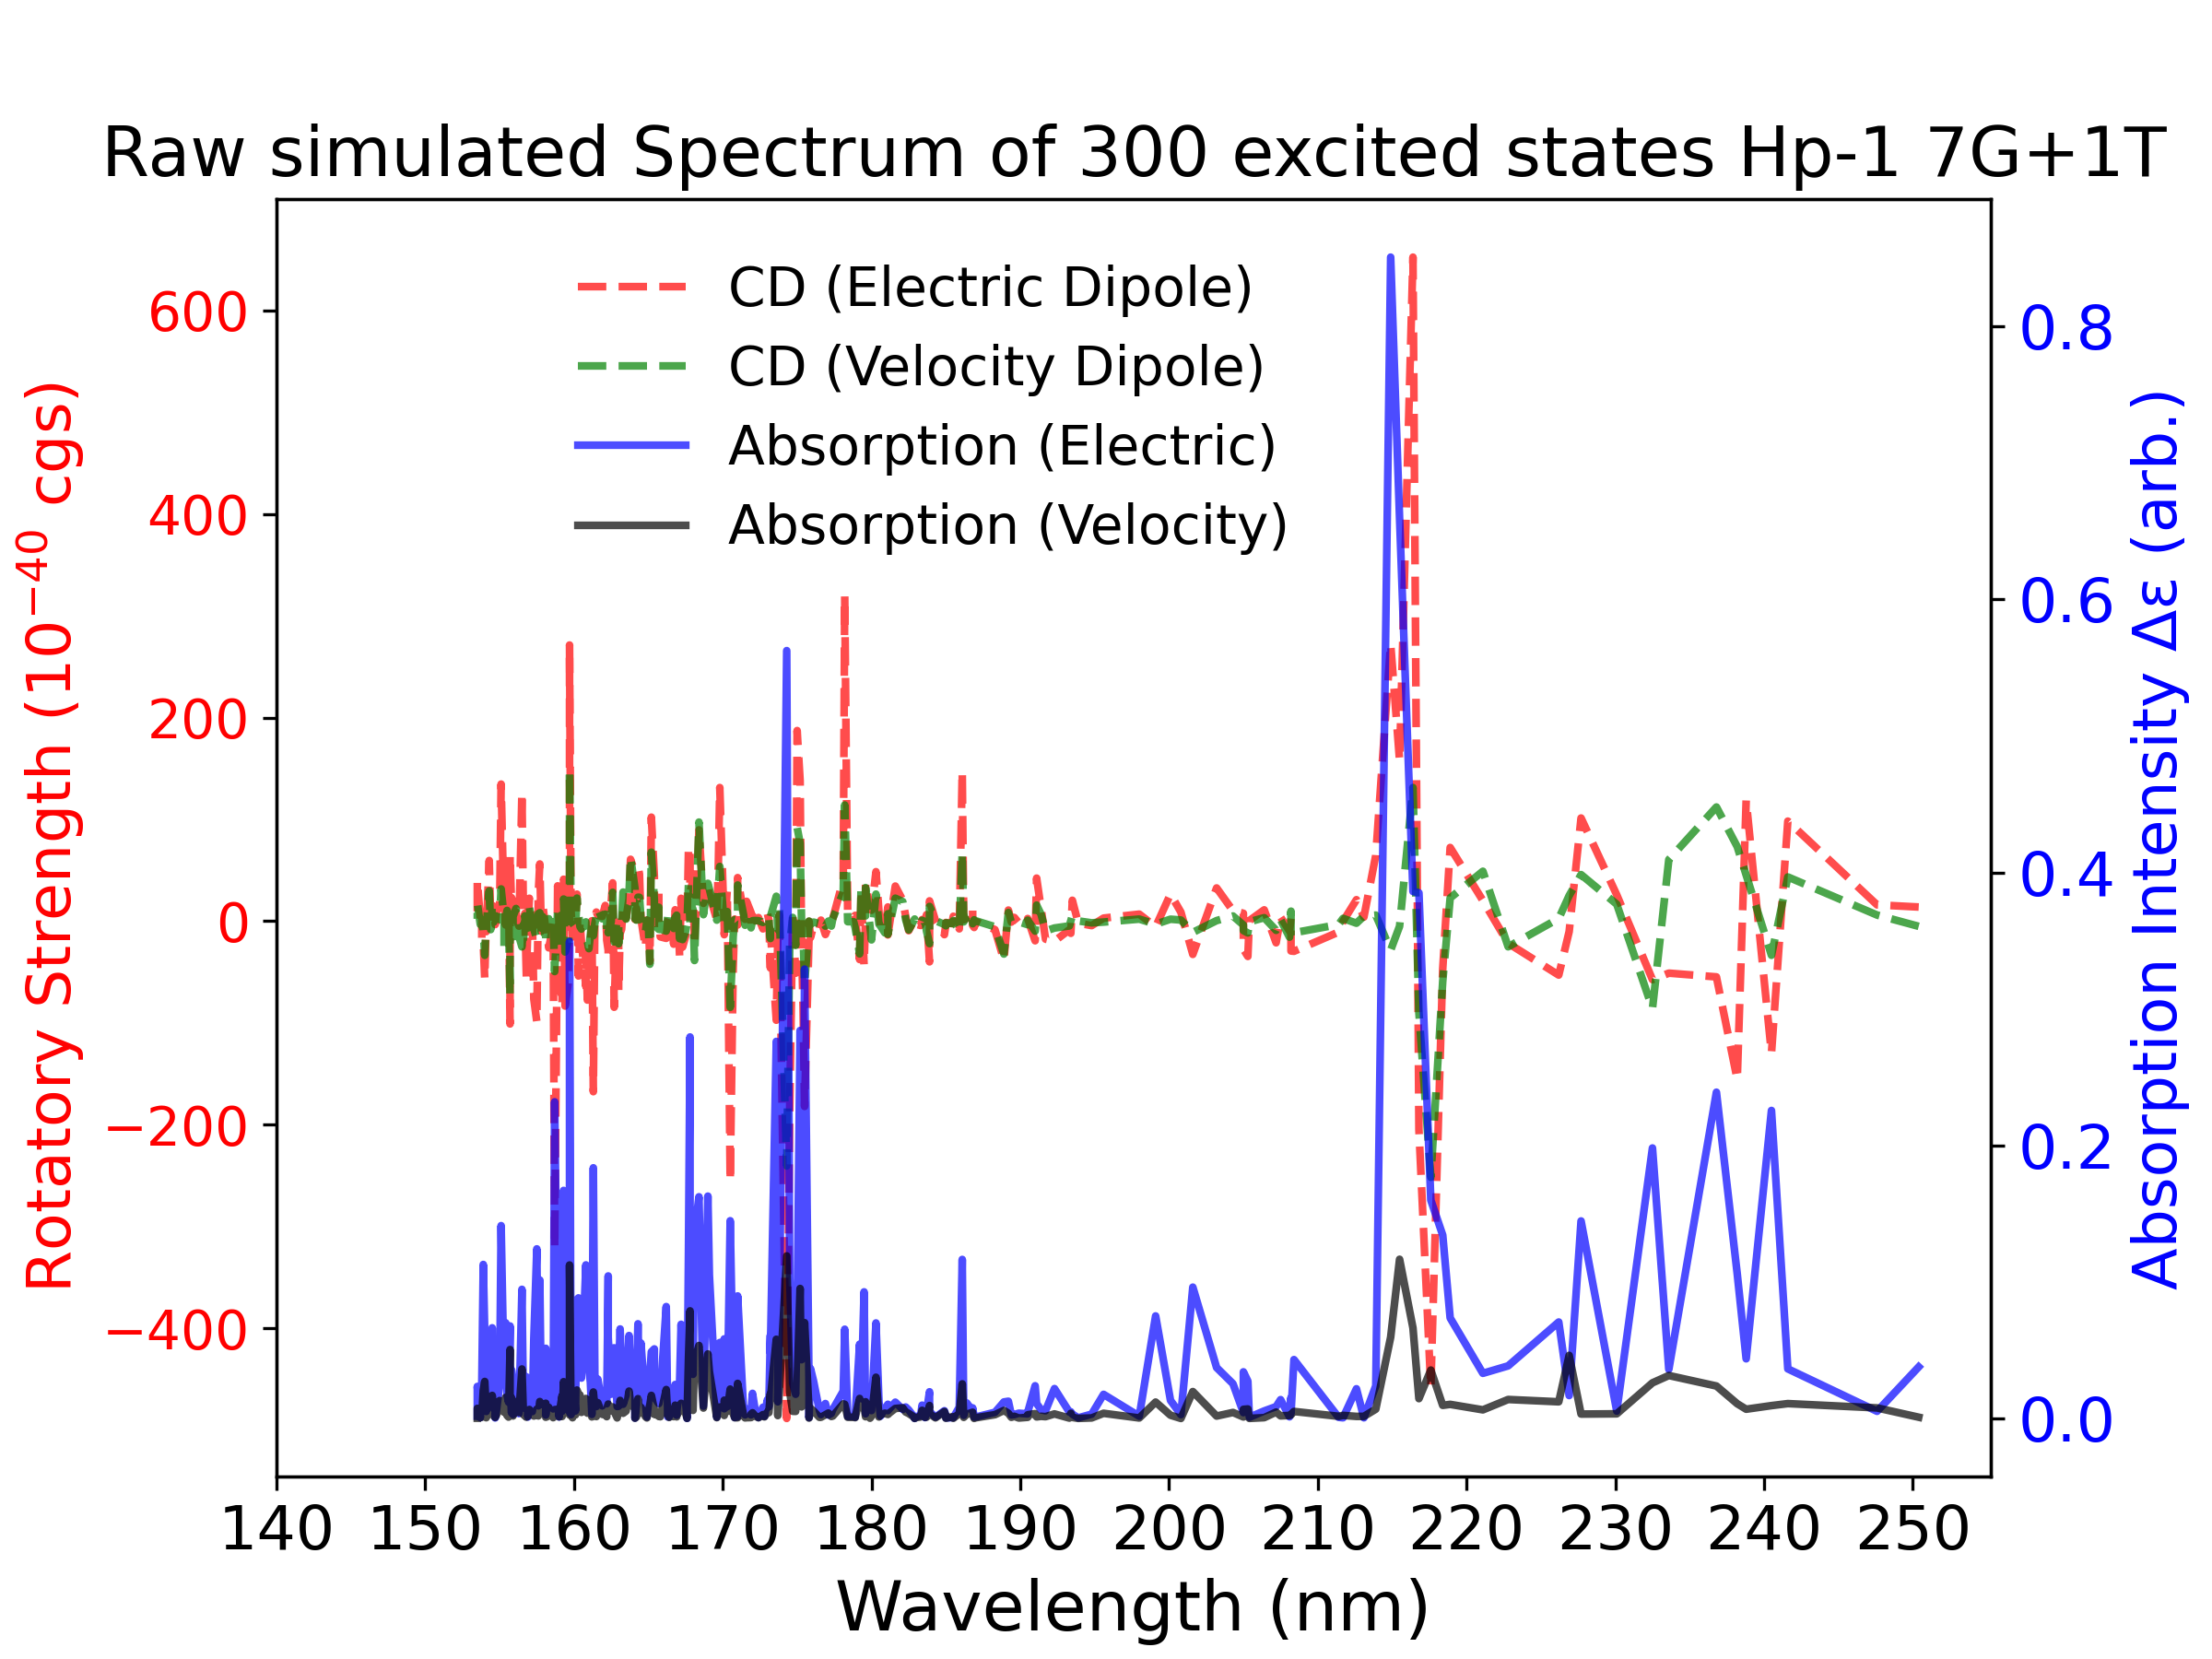 Raw simulated Spectrum of 300 excited states Hp-1 7G+1T
CD (Electric Dipole)
CD (Velocity Dipole)
Absorption (Electric)
Absorption (Velocity)
Rotatory Strength (10⁻⁴⁰ cgs)
600
400
200
0
−200
−400
0.8
0.6
0.4
0.2
0.0
Absorption Intensity Δε (arb.)
140 150 160 170 180 190 200 210 220 230 240 250
Wavelength (nm)